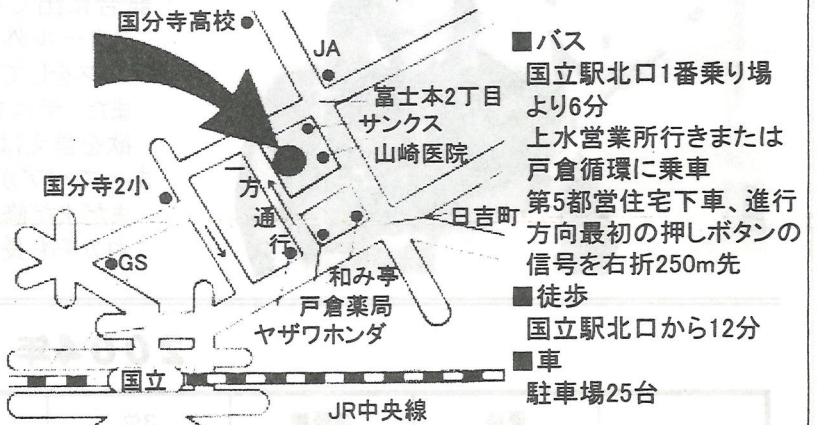 国分寺高校
JA
富士本2丁目
サンクス
山崎医院
国分寺2小
一方通行
日吉町
GS
和み亭
戸倉薬局
ヤザワホンダ
国立
JR中央線
■バス
国立駅北口1番乗り場
より6分
上水営業所行きまたは
戸倉循環に乗車
第5都営住宅下車、進行
方向最初の押しボタンの
信号を右折250m先
■徒歩
国立駅北口から12分
■車
駐車場25台